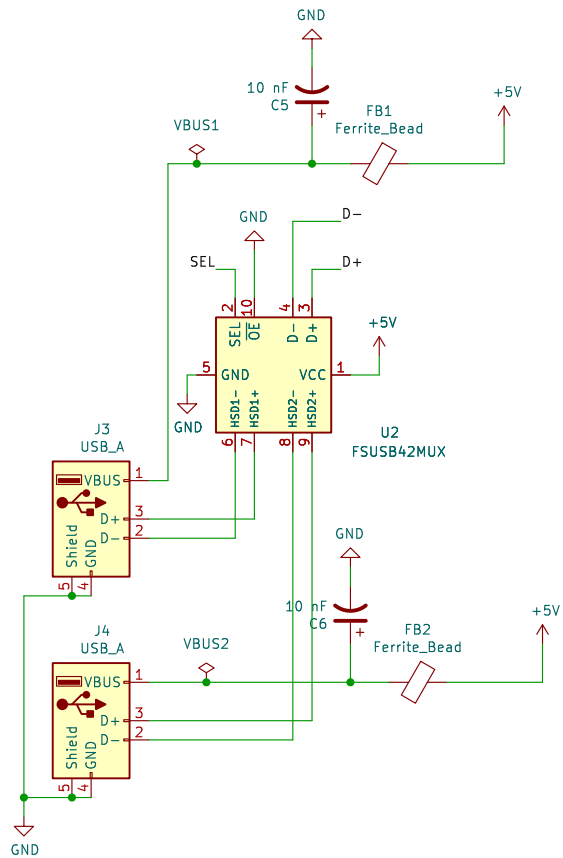 GND
10 nF
C5
+
FB1
Ferrite_Bead
+5V
VBUS1
D-
GND
SEL
D+
2
10
4
3
SEL
OE
D-
D+
+5V
5
GND
VCC
1
HSD1-
HSD1+
HSD2-
HSD2+
GND
6
7
8
9
U2
FSUSB42MUX
J3
USB_A
VBUS
1
D+
3
D-
2
Shield
GND
5
4
GND
10 nF
C6
+
FB2
Ferrite_Bead
+5V
J4
USB_A
VBUS2
VBUS
1
D+
3
D-
2
Shield
GND
5
4
GND